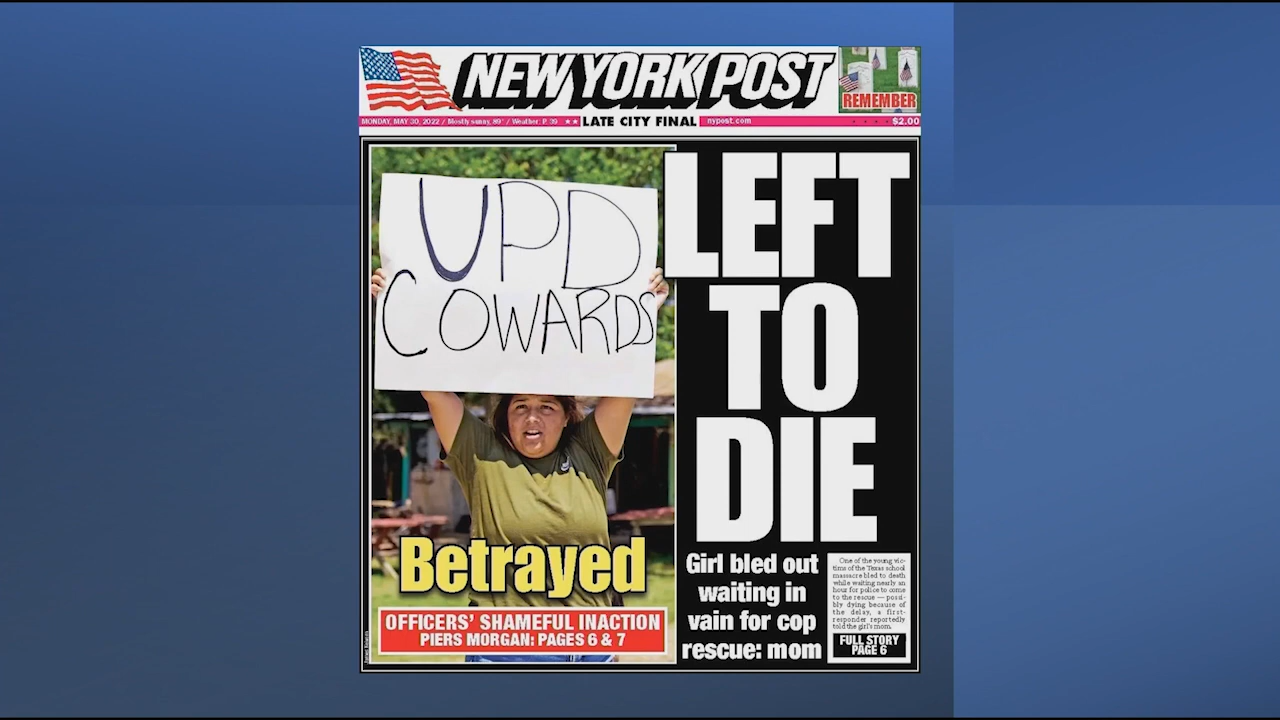 NEW YORK POST
REMEMBER
MONDAY, MAY 30, 2022 / Mostly sunny, 89° / Weather: P. 39 ★★ LATE CITY FINAL nypost.com $2.00
UPD
COWARDS
Betrayed
OFFICERS' SHAMEFUL INACTION
PIERS MORGAN: PAGES 6 & 7
LEFT
TO
DIE
Girl bled out
waiting in
vain for cop
rescue: mom
One of the young vic-
tims of the Texas school
massacre bled to death
while waiting nearly an
hour for police to come
to the rescue — possi-
bly dying because of
the delay, a first-
responder reportedly
told the girl's mom.
FULL STORY
PAGE 6